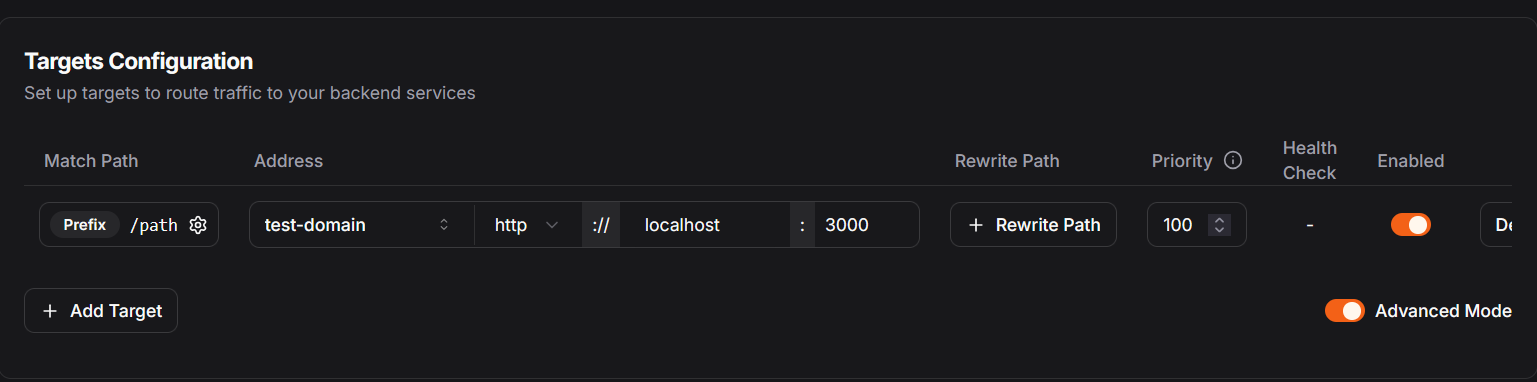 Targets Configuration
Set up targets to route traffic to your backend services
Match Path Address Rewrite Path Priority Health Check Enabled
Prefix /path test-domain http :// localhost : 3000 + Rewrite Path 100 - De
+ Add Target Advanced Mode